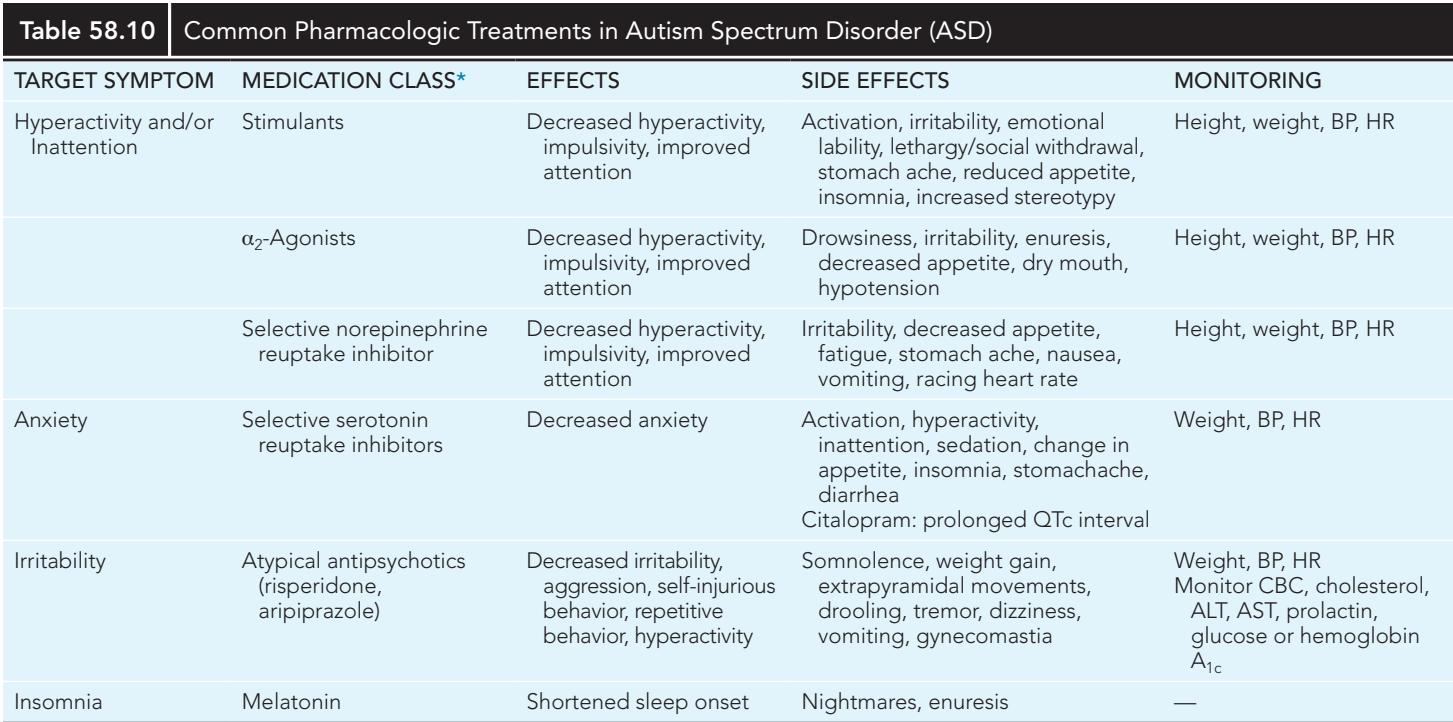 Table 58.10 Common Pharmacologic Treatments in Autism Spectrum Disorder (ASD)
TARGET SYMPTOM MEDICATION CLASS* EFFECTS SIDE EFFECTS MONITORING
Hyperactivity and/or Stimulants Decreased hyperactivity, Activation, irritability, emotional Height, weight, BP, HR
Inattention impulsivity, improved lability, lethargy/social withdrawal,
attention stomach ache, reduced appetite,
insomnia, increased stereotypy
α2-Agonists Decreased hyperactivity, Drowsiness, irritability, enuresis, Height, weight, BP, HR
impulsivity, improved decreased appetite, dry mouth,
attention hypotension
Selective norepinephrine Decreased hyperactivity, Irritability, decreased appetite, Height, weight, BP, HR
reuptake inhibitor impulsivity, improved fatigue, stomach ache, nausea,
attention vomiting, racing heart rate
Anxiety Selective serotonin Decreased anxiety Activation, hyperactivity, Weight, BP, HR
reuptake inhibitors inattention, sedation, change in
appetite, insomnia, stomachache,
diarrhea
Citalopram: prolonged QTc interval
Irritability Atypical antipsychotics Decreased irritability, Somnolence, weight gain, Weight, BP, HR
(risperidone, aggression, self-injurious extrapyramidal movements, Monitor CBC, cholesterol,
aripiprazole) behavior, repetitive drooling, tremor, dizziness, ALT, AST, prolactin,
behavior, hyperactivity vomiting, gynecomastia glucose or hemoglobin
A1c
Insomnia Melatonin Shortened sleep onset Nightmares, enuresis —